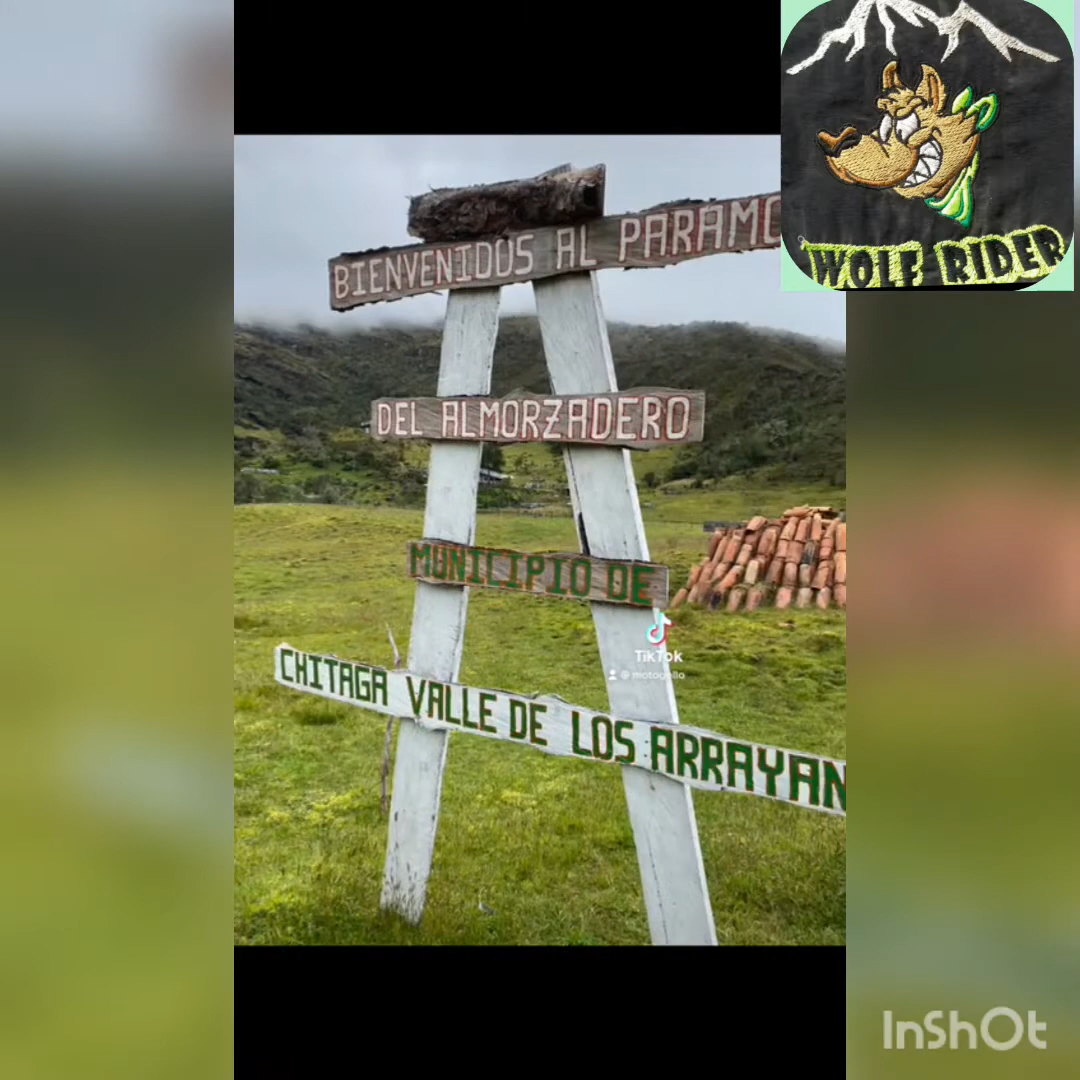 BIENVENIDOS AL PARAMO
DEL ALMORZADERO
MUNICIPIO DE
CHITAGA VALLE DE LOS ARRAYAN
WOLF RIDER
TikTok
InShOt